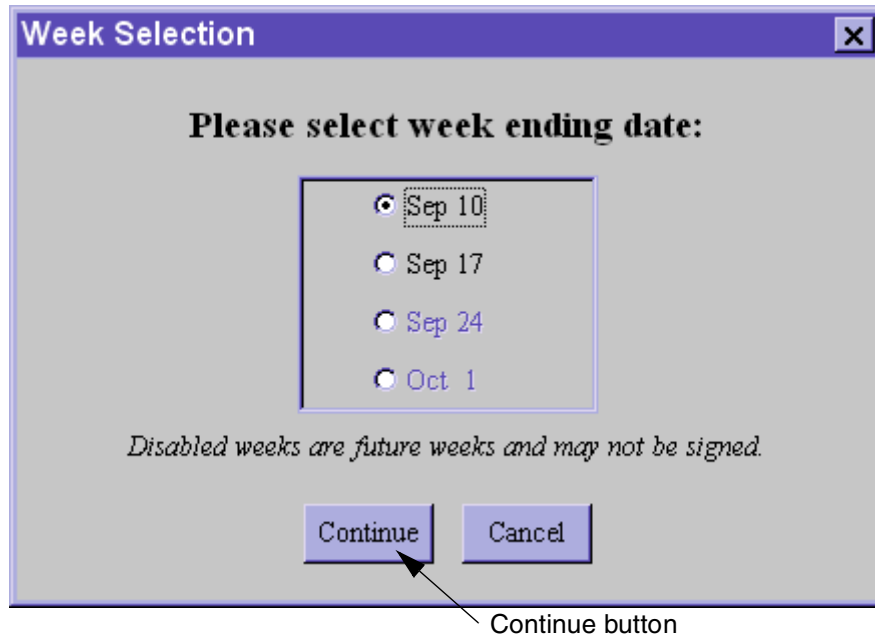 Week Selection
Please select week ending date:
Sep 10
Sep 17
Sep 24
Oct 1
Disabled weeks are future weeks and may not be signed.
Continue Cancel
Continue button